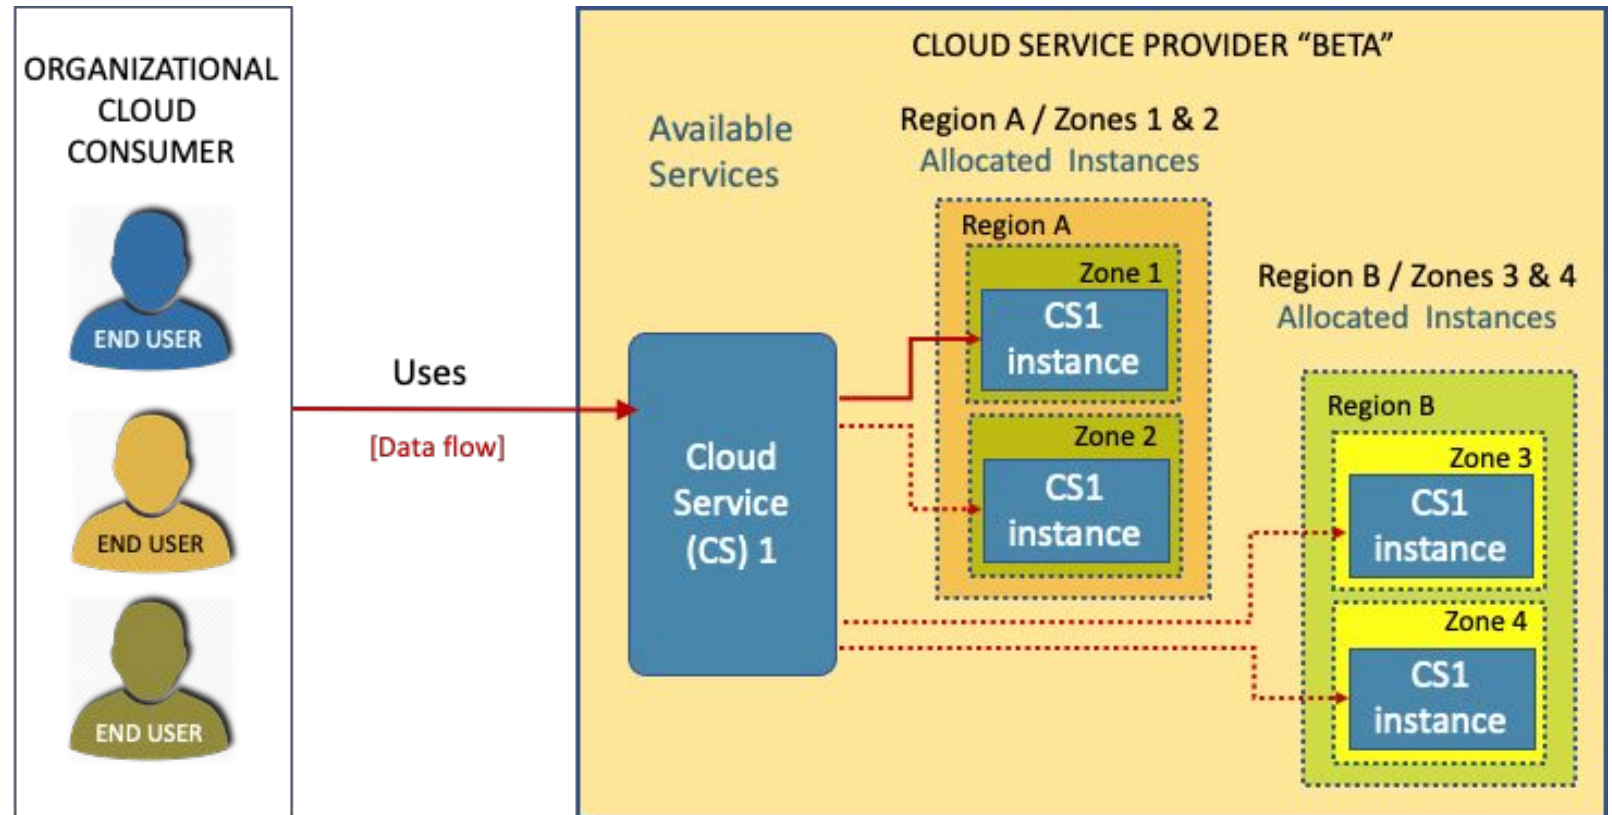 ORGANIZATIONAL
CLOUD
CONSUMER
END USER
END USER
END USER
Uses
[Data flow]
CLOUD SERVICE PROVIDER “BETA”
Available
Services
Cloud
Service
(CS) 1
Region A / Zones 1 & 2
Allocated Instances
Region A
Zone 1
CS1
instance
Zone 2
CS1
instance
Region B / Zones 3 & 4
Allocated Instances
Region B
Zone 3
CS1
instance
Zone 4
CS1
instance